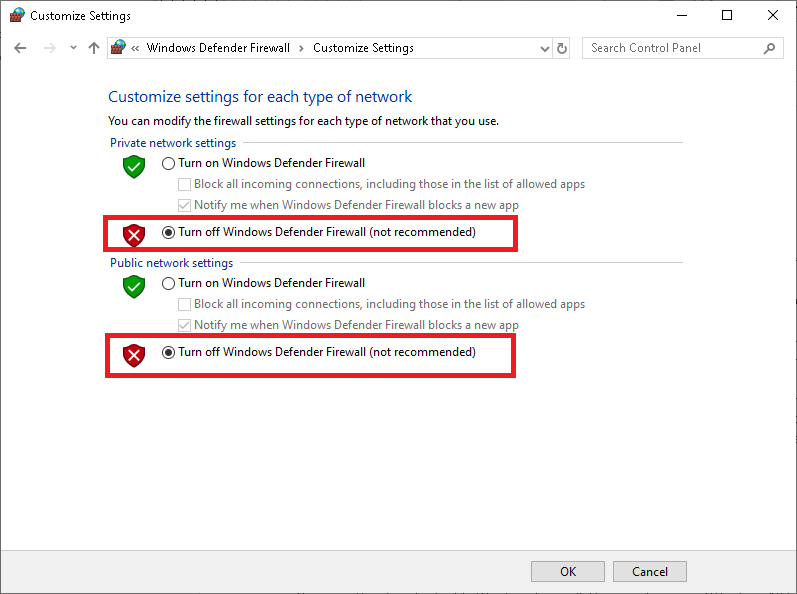 Customize Settings
« Windows Defender Firewall › Customize Settings
Search Control Panel
Customize settings for each type of network
You can modify the firewall settings for each type of network that you use.
Private network settings
Turn on Windows Defender Firewall
Block all incoming connections, including those in the list of allowed apps
Notify me when Windows Defender Firewall blocks a new app
Turn off Windows Defender Firewall (not recommended)
Public network settings
Turn on Windows Defender Firewall
Block all incoming connections, including those in the list of allowed apps
Notify me when Windows Defender Firewall blocks a new app
Turn off Windows Defender Firewall (not recommended)
OK Cancel